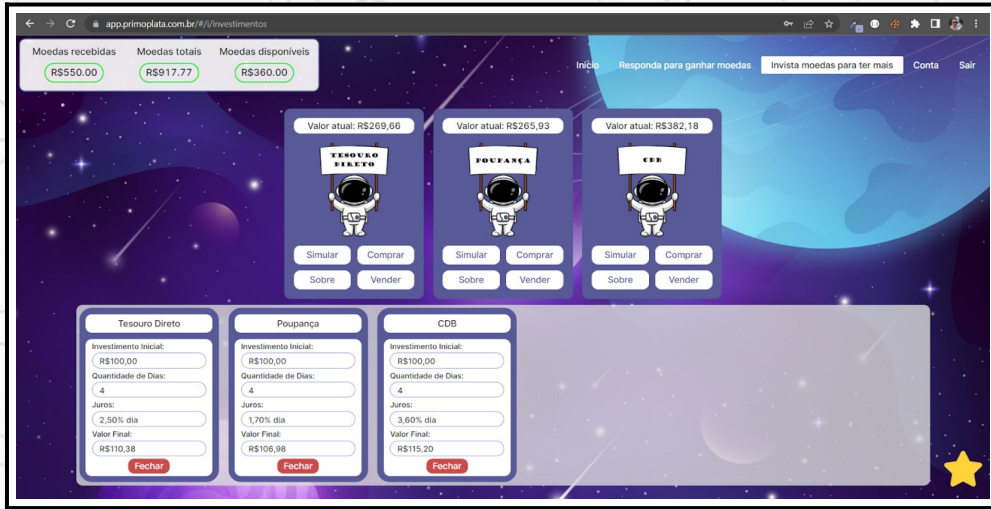 app.primoplata.com.br/#/i/investimentos
Moedas recebidas Moedas totais Moedas disponíveis
R$550.00 R$917.77 R$360.00
Início Responda para ganhar moedas Invista moedas para ter mais Conta Sair
Valor atual: R$269,66 Valor atual: R$265,93 Valor atual: R$382,18
TESOURO
DIRETO
POUPANÇA
CDB
Simular Comprar Simular Comprar Simular Comprar
Sobre Vender Sobre Vender Sobre Vender
Tesouro Direto
Investimento Inicial:
R$100,00
Quantidade de Dias:
4
Juros:
2,50% dia
Valor Final:
R$110,38
Fechar
Poupança
Investimento Inicial:
R$100,00
Quantidade de Dias:
4
Juros:
1,70% dia
Valor Final:
R$106,98
Fechar
CDB
Investimento Inicial:
R$100,00
Quantidade de Dias:
4
Juros:
3,60% dia
Valor Final:
R$115,20
Fechar